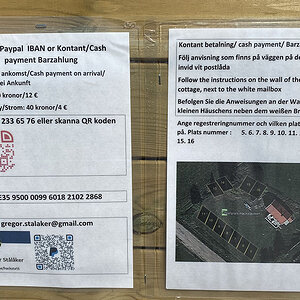 Paypal IBAN or Kontant/Cash
payment Barzahlung
ankomst/Cash payment on arrival/
ei Ankunft
kronor/12 €
/Strom: 40 kronor/4 €
233 65 76 eller skanna QR koden
E35 9500 0099 6018 2102 2868
gregor.stalaker@gmail.com
Stålåker
Kontant betalning/ cash payment/ Barz
Följ anvisning som finns på väggen på de
invid vit postlåda
Follow the instructions on the wall of the
cottage, next to the white mailbox
Befolgen Sie die Anweisungen an der Wa
kleinen Häuschens neben dem weißen Br
Ange regestreringnummer och vilken plat
på. Plats nummer : 5. 6. 7. 8. 9. 10. 11.
15. 16